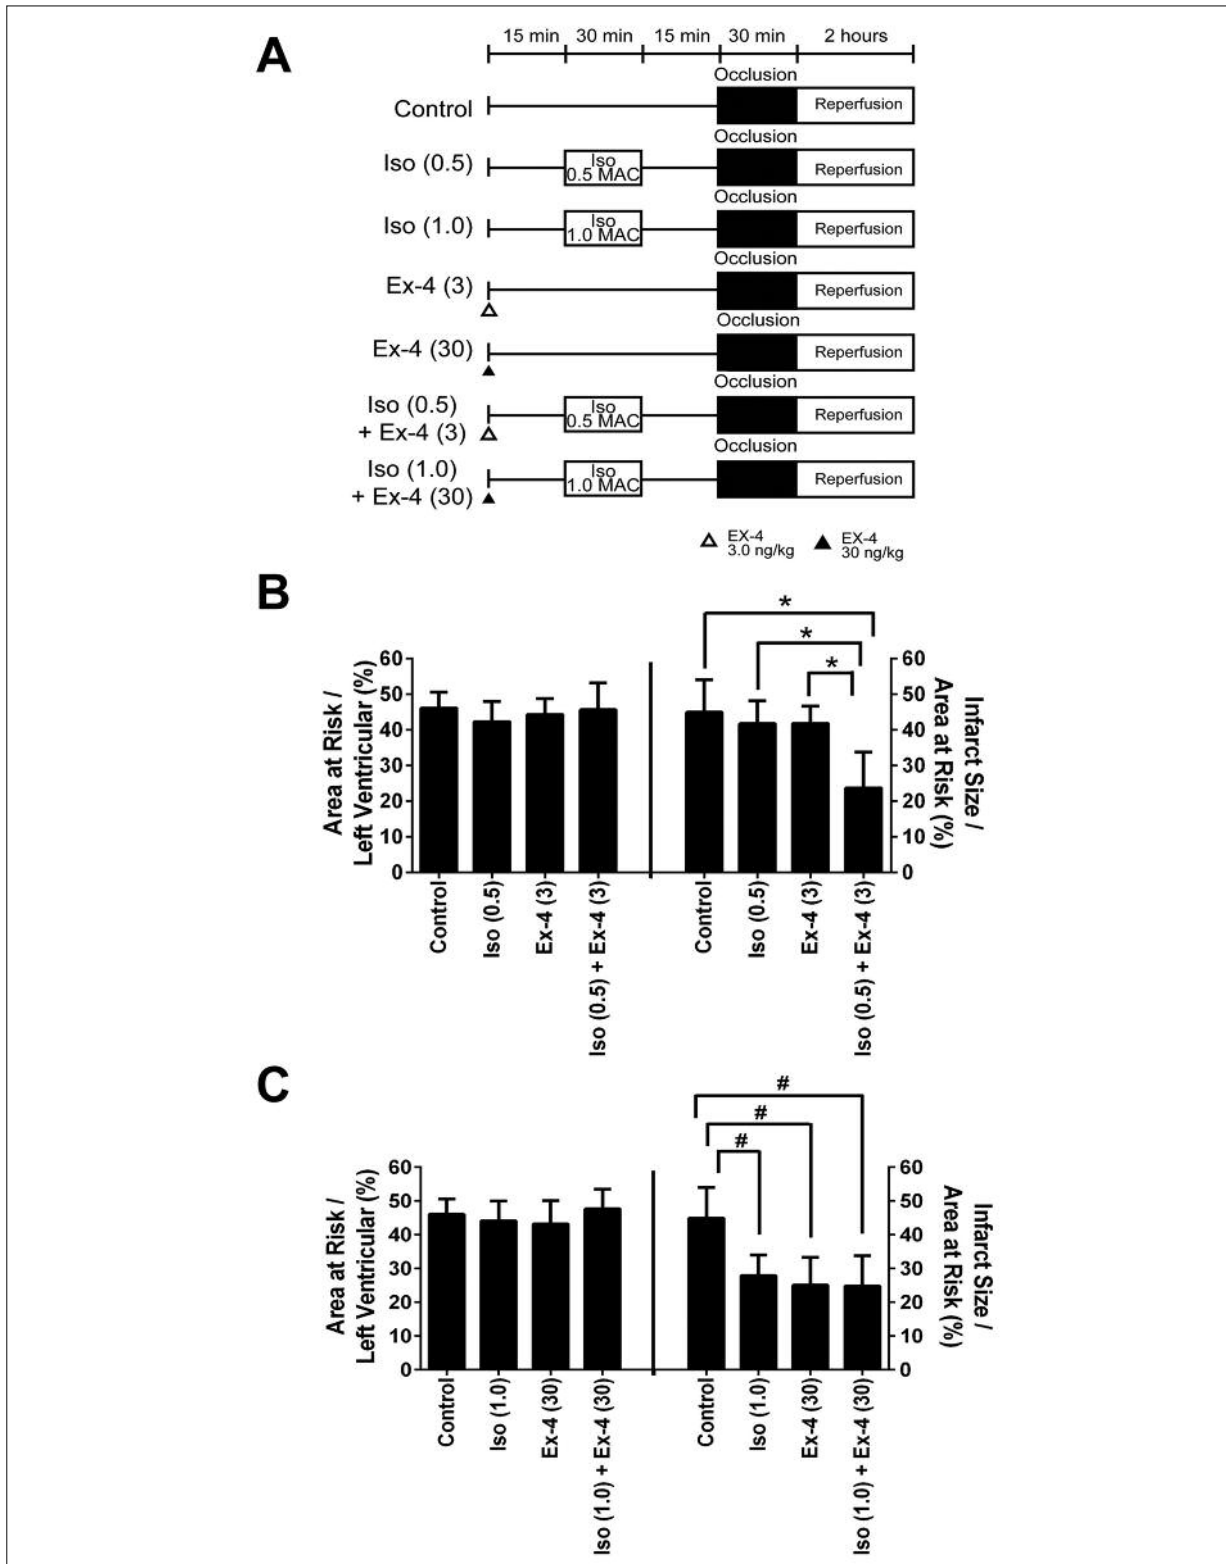 A
15 min 30 min 15 min 30 min 2 hours
Occlusion
Control
Reperfusion
Occlusion
Iso (0.5)
Iso
0.5 MAC
Reperfusion
Occlusion
Iso (1.0)
Iso
1.0 MAC
Reperfusion
Occlusion
Ex-4 (3)
Reperfusion
Occlusion
Ex-4 (30)
Reperfusion
Occlusion
Iso (0.5)
+ Ex-4 (3)
Iso
0.5 MAC
Reperfusion
Occlusion
Iso (1.0)
+ Ex-4 (30)
Iso
1.0 MAC
Reperfusion
EX-4
3.0 ng/kg
EX-4
30 ng/kg
B
Area at Risk /
Left Ventricular (%)
60
50
40
30
20
10
0
Control
Iso (0.5)
Ex-4 (3)
Iso (0.5) + Ex-4 (3)
*
*
*
Control
Iso (0.5)
Ex-4 (3)
Iso (0.5) + Ex-4 (3)
60
50
40
30
20
10
0
Infarct Size /
Area at Risk (%)
C
Area at Risk /
Left Ventricular (%)
60
50
40
30
20
10
0
Control
Iso (1.0)
Ex-4 (30)
Iso (1.0) + Ex-4 (30)
#
#
#
Control
Iso (1.0)
Ex-4 (30)
Iso (1.0) + Ex-4 (30)
60
50
40
30
20
10
0
Infarct Size /
Area at Risk (%)